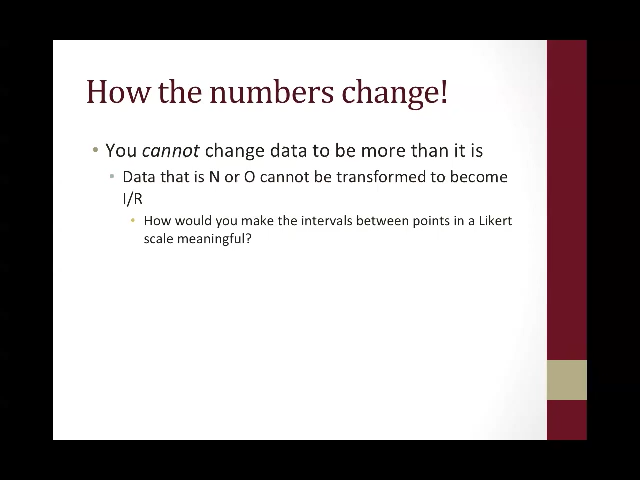 How the numbers change!
• You cannot change data to be more than it is
• Data that is N or O cannot be transformed to become
I/R
• How would you make the intervals between points in a Likert
scale meaningful?